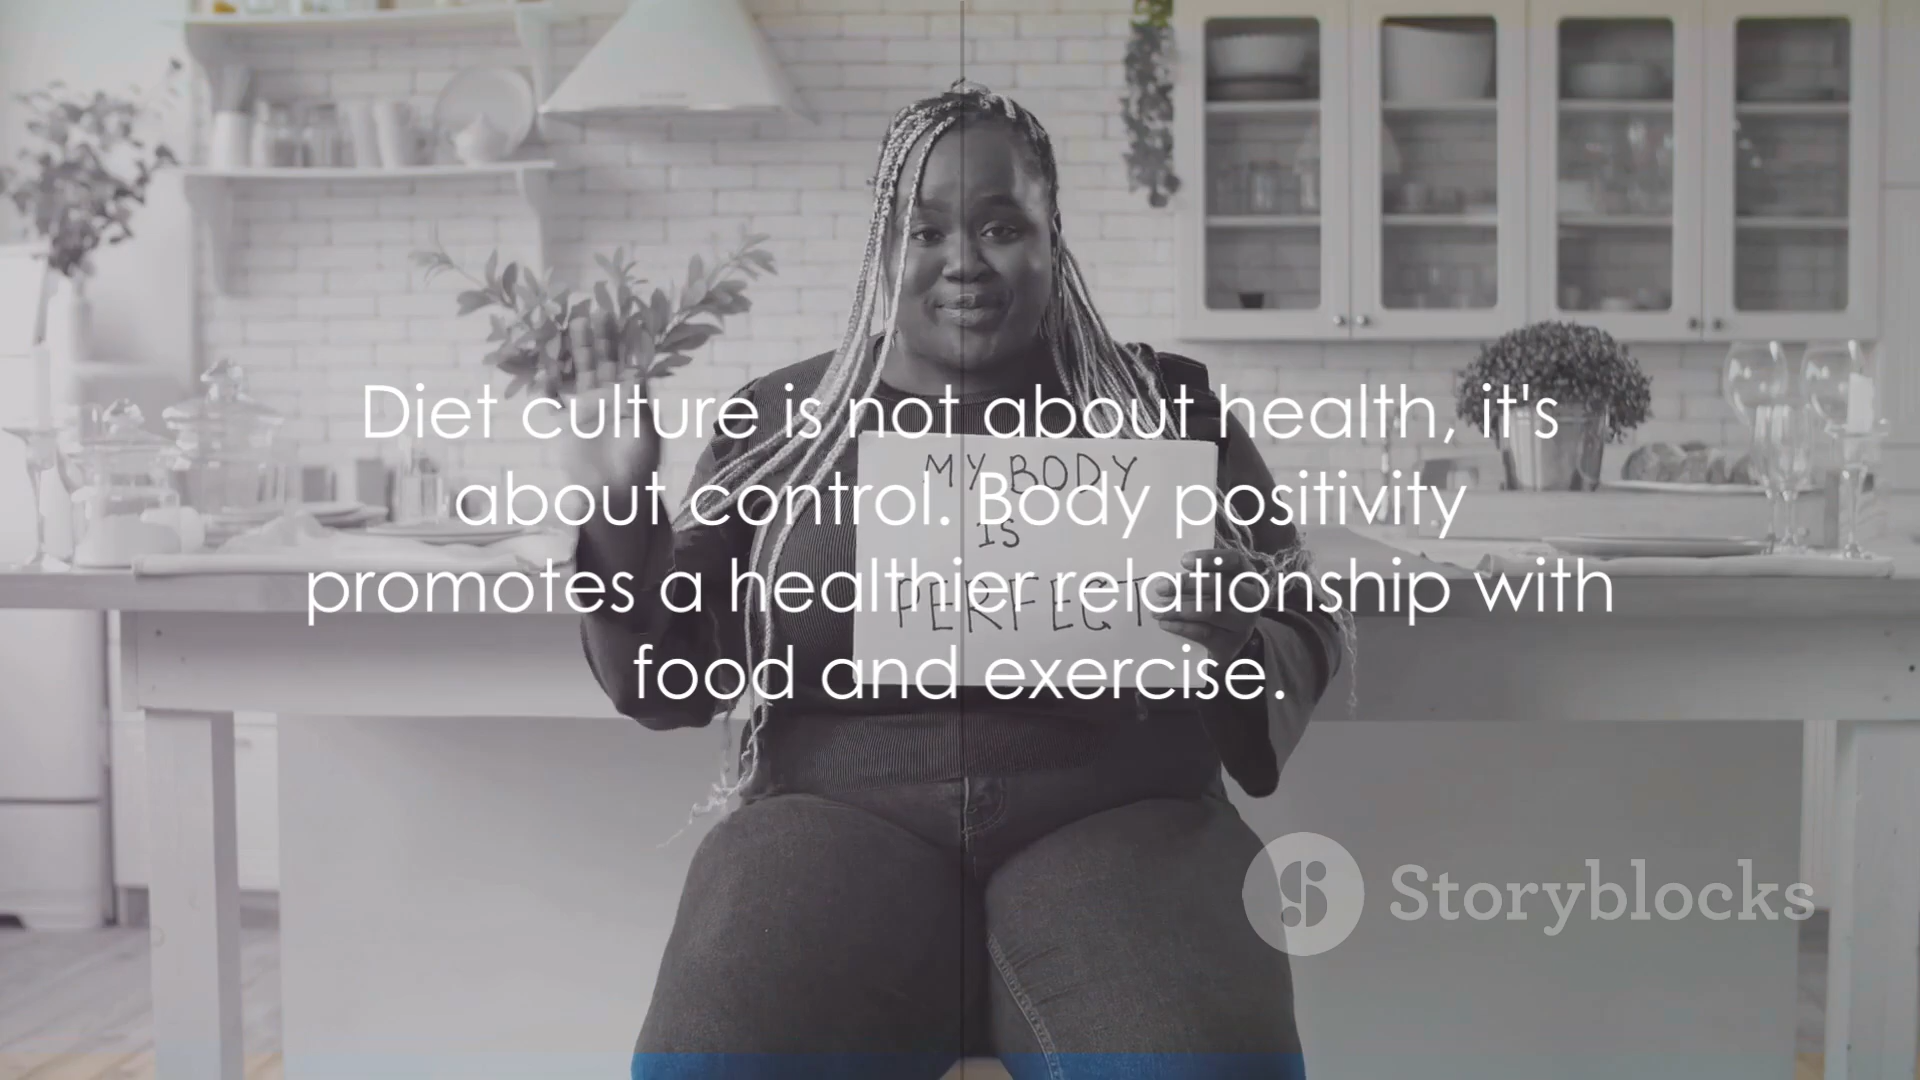 Diet culture is not about health, it's
about control. Body positivity
promotes a healthier relationship with
food and exercise.
MY BODY
IS
PERFECT
Storyblocks